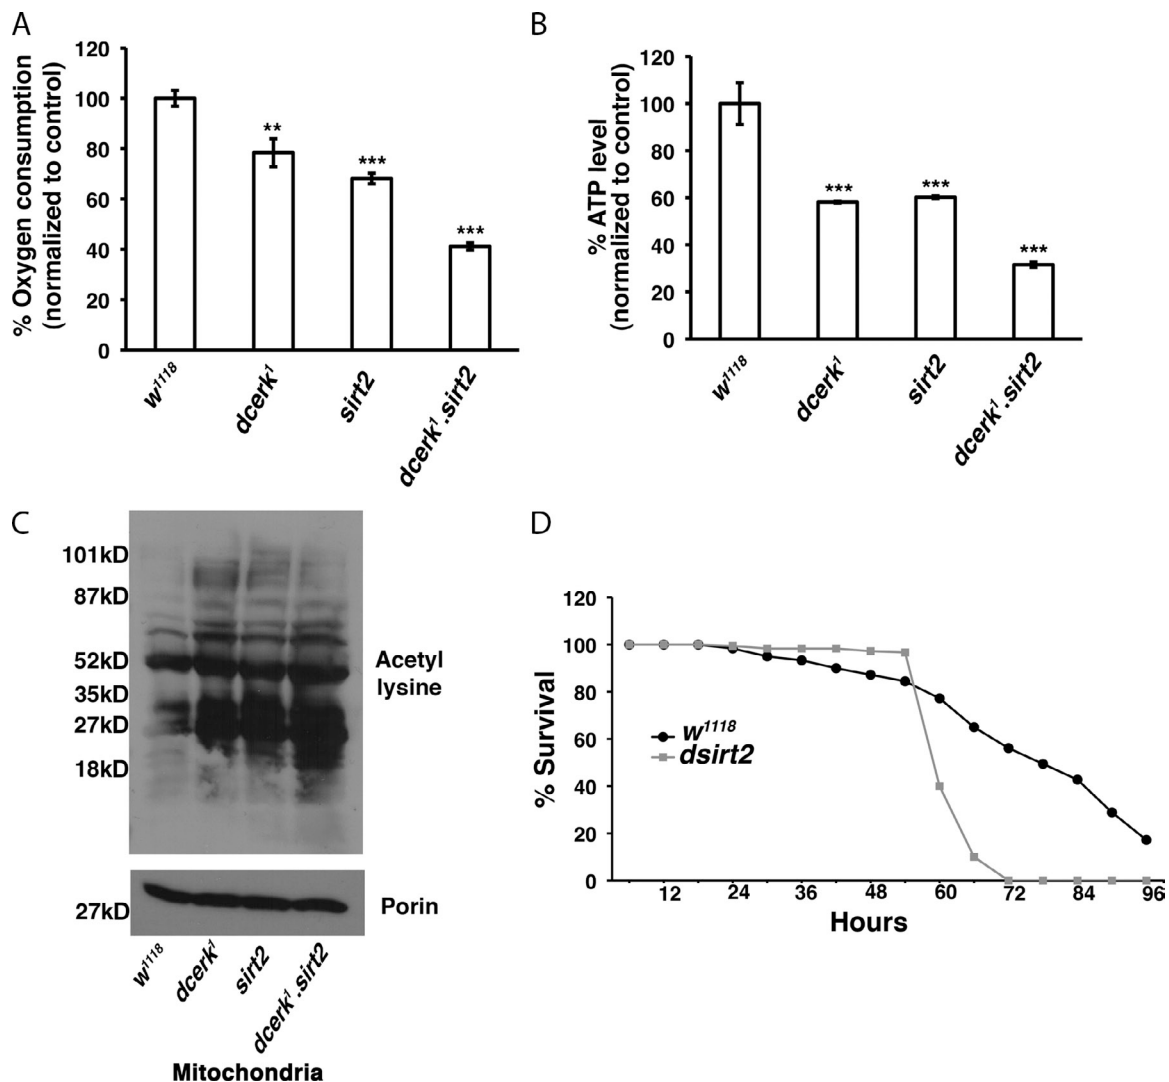 A
% Oxygen consumption
(normalized to control)
120
100
80
60
40
20
0
**
***
***
w1118
dcerk1
sirt2
dcerk1.sirt2
B
% ATP level
(normalized to control)
120
100
80
60
40
20
0
***
***
***
w1118
dcerk1
sirt2
dcerk1.sirt2
C
101kD
87kD
52kD
35kD
27kD
18kD
Acetyl
lysine
27kD
Porin
w1118
dcerk1
sirt2
dcerk1.sirt2
Mitochondria
D
% Survival
120
100
80
60
40
20
0
w1118
dsirt2
12 24 36 48 60 72 84 96
Hours